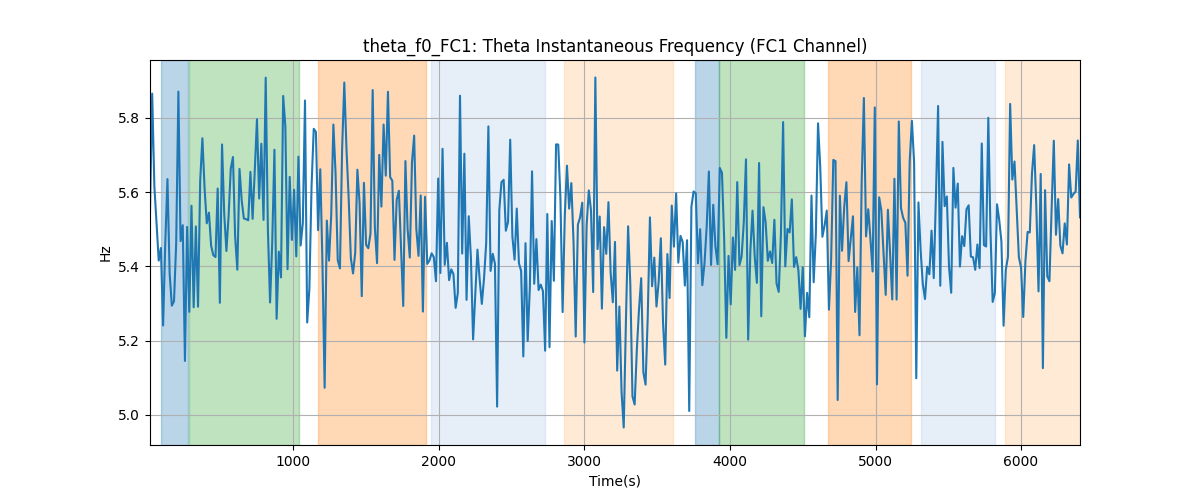 theta_f0_FC1: Theta Instantaneous Frequency (FC1 Channel)
Hz
5.8
5.6
5.4
5.2
5.0
1000 2000 3000 4000 5000 6000
Time(s)